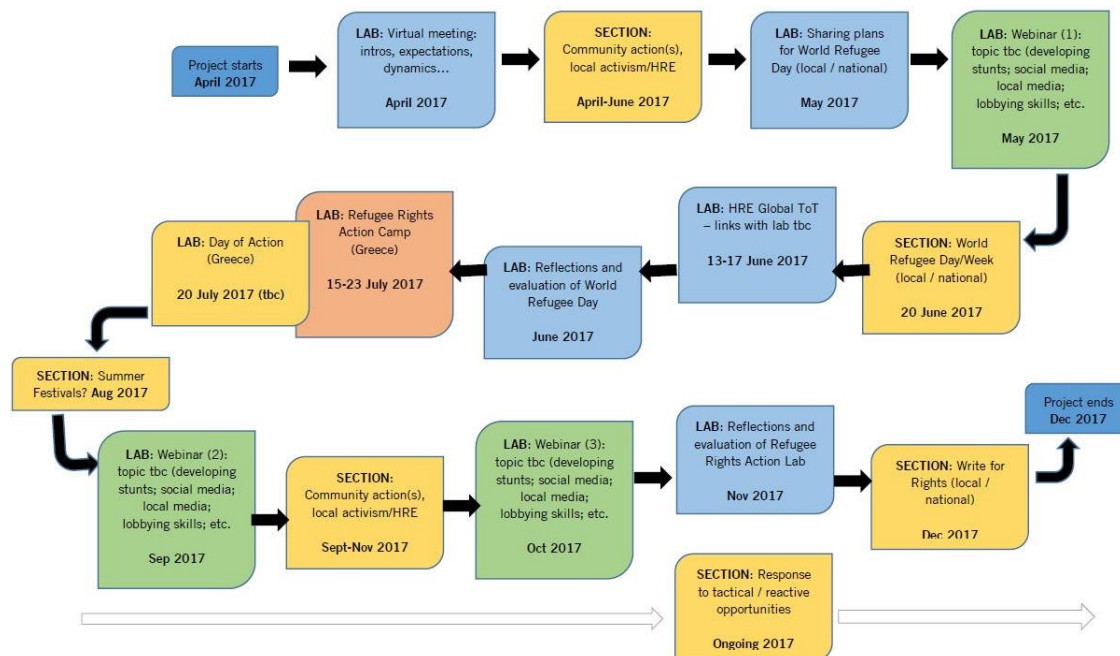 Project starts
April 2017
LAB: Virtual meeting:
intros, expectations,
dynamics...
April 2017
SECTION:
Community action(s),
local activism/HRE
April-June 2017
LAB: Sharing plans
for World Refugee
Day (local / national)
May 2017
LAB: Webinar (1):
topic tbc (developing
stunts; social media;
local media;
lobbying skills; etc.
May 2017
SECTION: World
Refugee Day/Week
(local / national)
20 June 2017
LAB: HRE Global ToT
– links with lab tbc
13-17 June 2017
LAB: Reflections and
evaluation of World
Refugee Day
June 2017
LAB: Refugee Rights
Action Camp
(Greece)
15-23 July 2017
LAB: Day of Action
(Greece)
20 July 2017 (tbc)
SECTION: Summer
Festivals? Aug 2017
LAB: Webinar (2):
topic tbc (developing
stunts; social media;
local media;
lobbying skills; etc.
Sep 2017
SECTION:
Community action(s),
local activism/HRE
Sept-Nov 2017
LAB: Webinar (3):
topic tbc (developing
stunts; social media;
local media;
lobbying skills; etc.
Oct 2017
LAB: Reflections and
evaluation of Refugee
Rights Action Lab
Nov 2017
SECTION: Write for
Rights (local /
national)
Dec 2017
Project ends
Dec 2017
SECTION: Response
to tactical / reactive
opportunities
Ongoing 2017